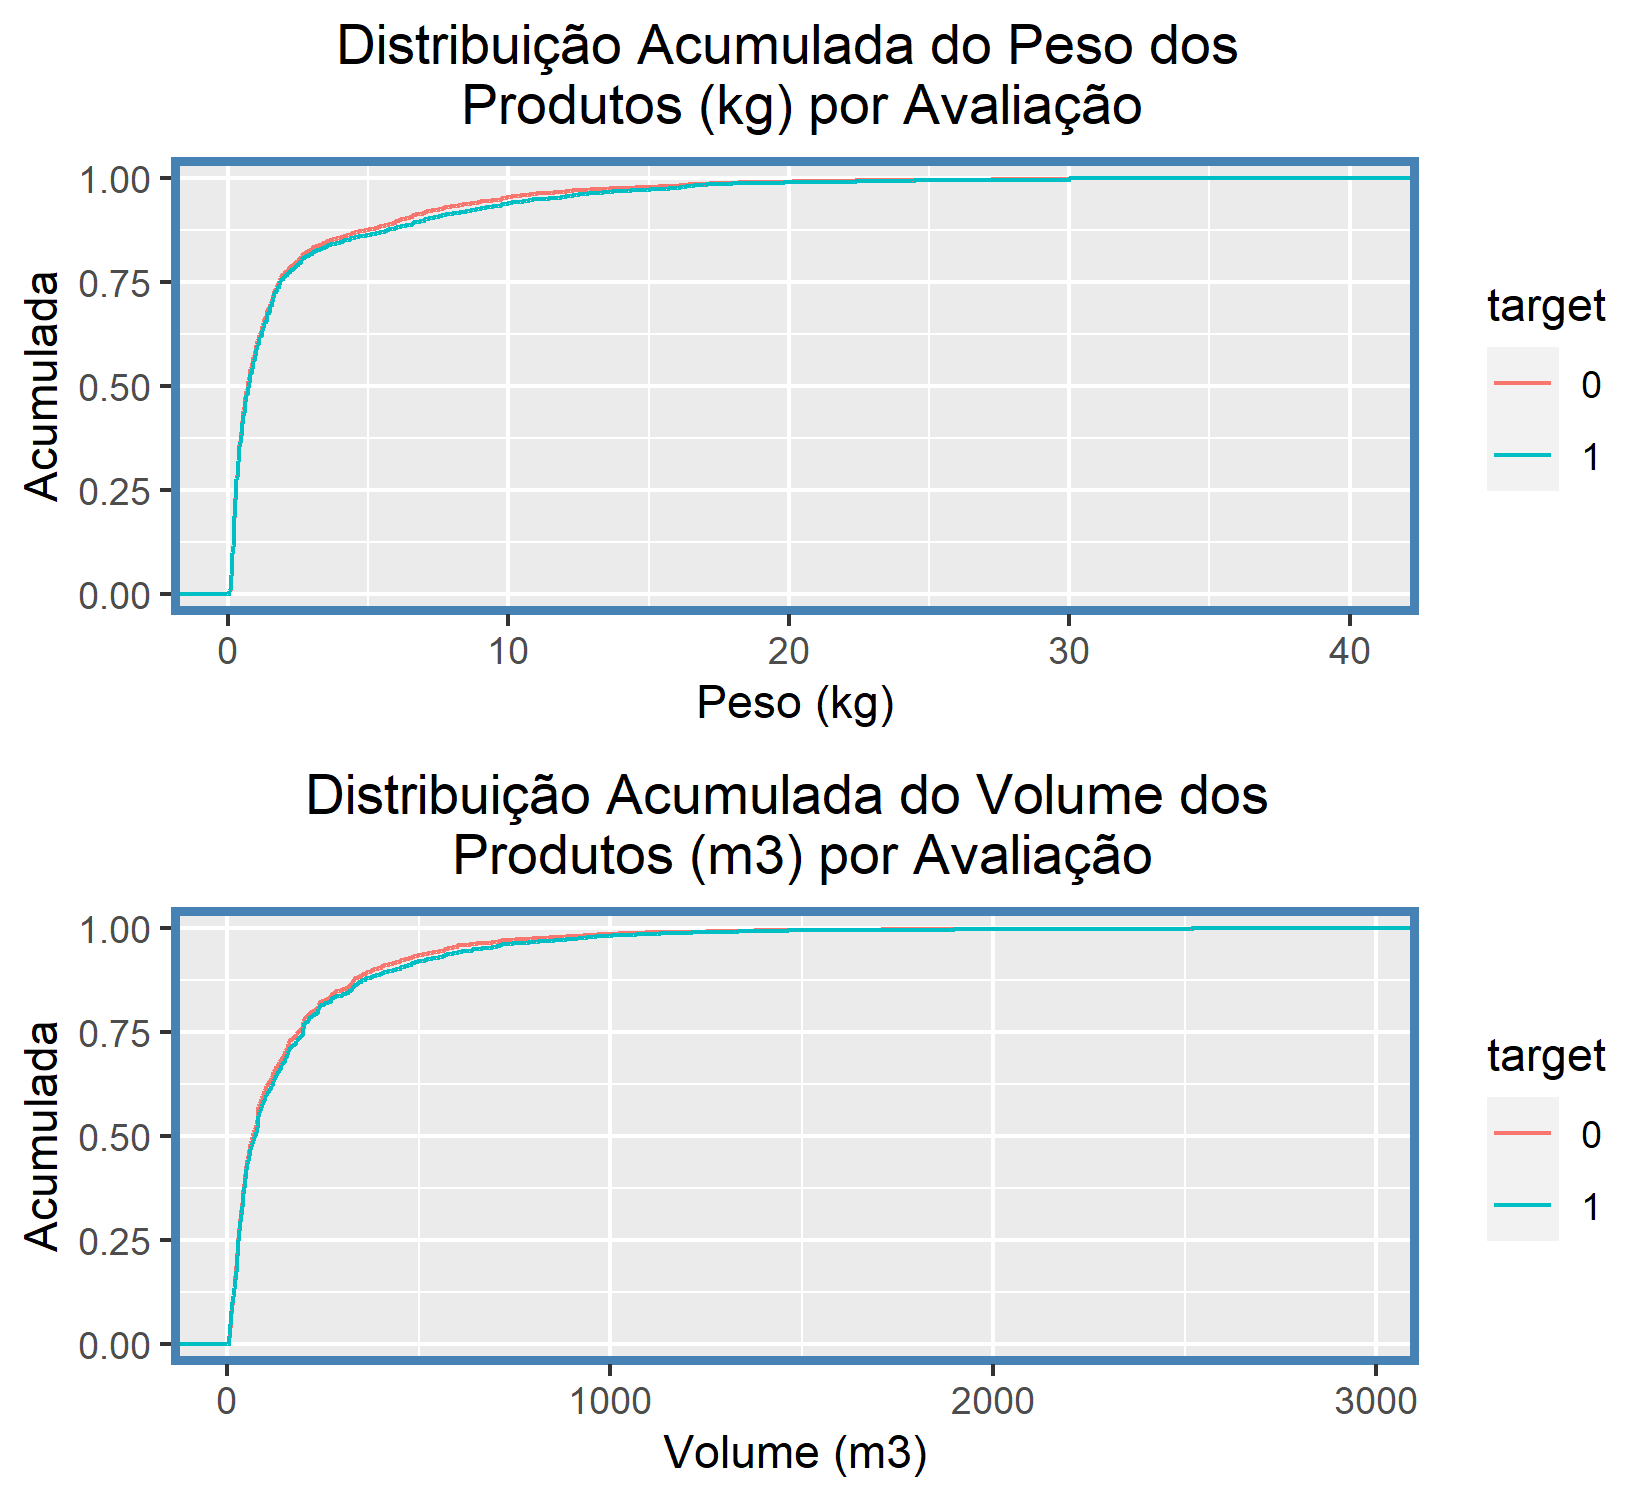 Distribuição Acumulada do Peso dos
Produtos (kg) por Avaliação
1.00
0.75
0.50
0.25
0.00
Acumulada
0 10 20 30 40
Peso (kg)
target
0
1
Distribuição Acumulada do Volume dos
Produtos (m3) por Avaliação
1.00
0.75
0.50
0.25
0.00
Acumulada
0 1000 2000 3000
Volume (m3)
target
0
1